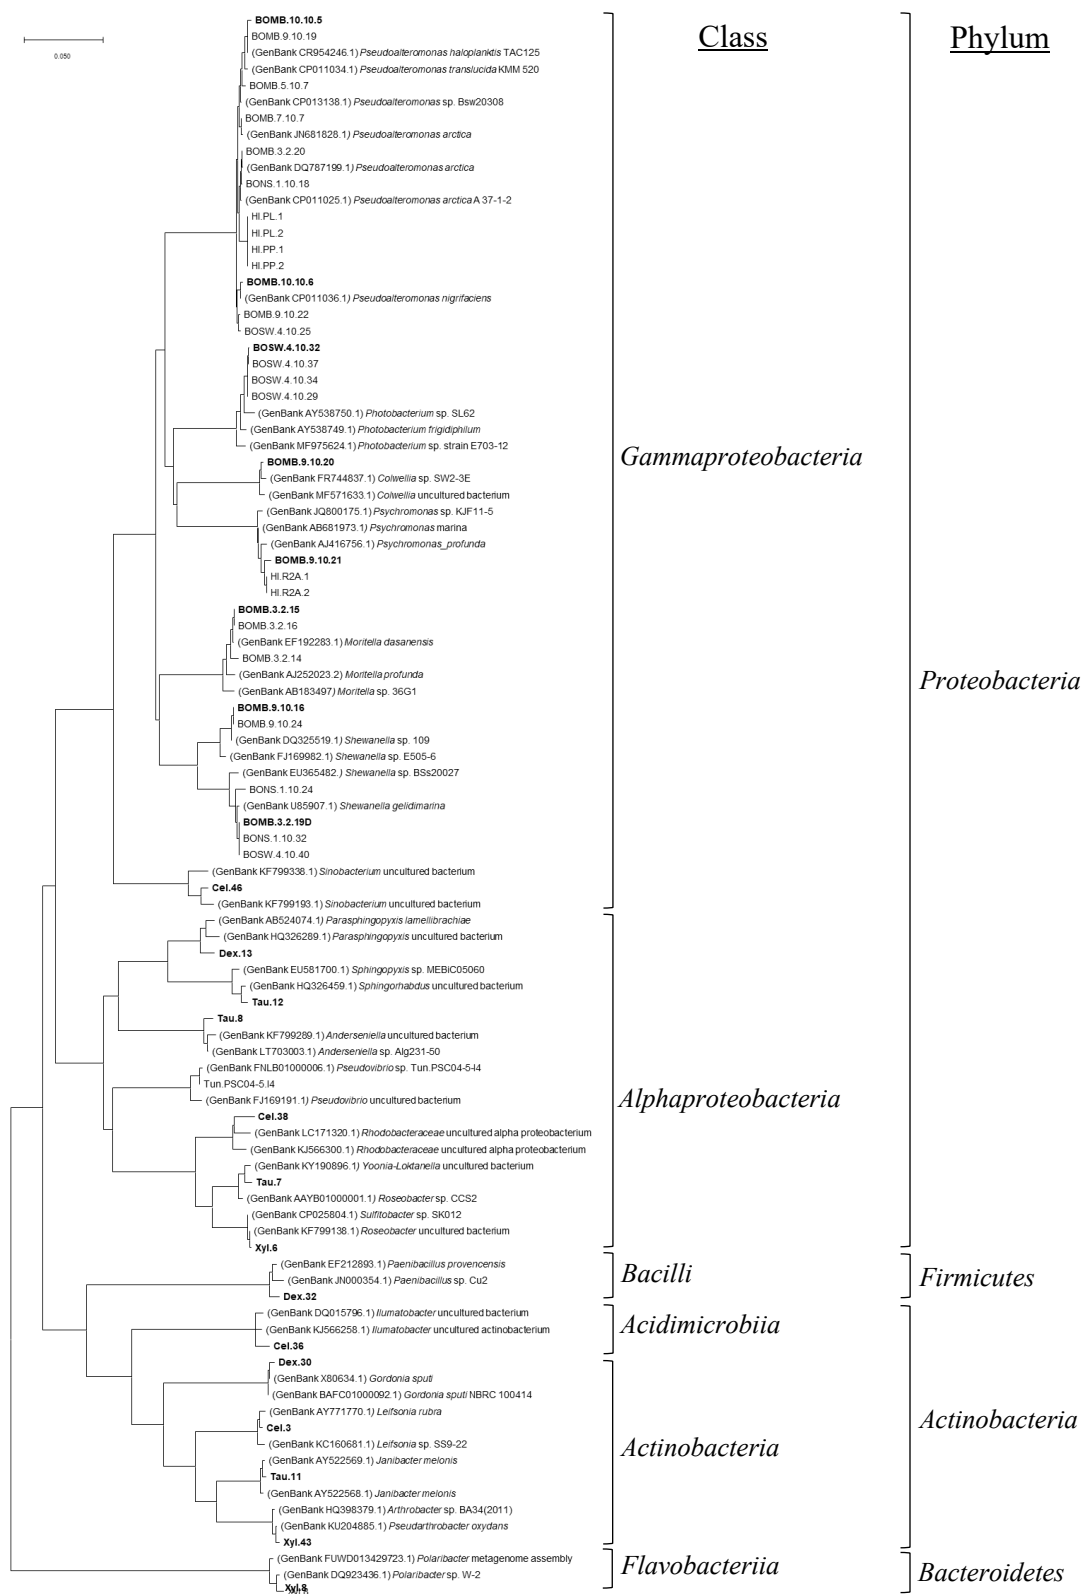 Class
Phylum
0.050
BOMB.10.10.5
BOMB.9.10.19
(GenBank CR954246.1) Pseudoalteromonas haloplanktis TAC125
(GenBank CP011034.1) Pseudoalteromonas translucida KMM 520
BOMB.5.10.7
(GenBank CP013138.1) Pseudoalteromonas sp. Bsw20308
BOMB.7.10.7
(GenBank JN681828.1) Pseudoalteromonas arctica
BOMB.3.2.20
(GenBank DQ787199.1) Pseudoalteromonas arctica
BONS.1.10.18
(GenBank CP011025.1) Pseudoalteromonas arctica A 37-1-2
HI.PL.1
HI.PL.2
HI.PP.1
HI.PP.2
BOMB.10.10.6
(GenBank CP011036.1) Pseudoalteromonas nigrifaciens
BOMB.9.10.22
BOSW.4.10.25
BOSW.4.10.32
BOSW.4.10.37
BOSW.4.10.34
BOSW.4.10.29
(GenBank AY538750.1) Photobacterium sp. SL62
(GenBank AY538749.1) Photobacterium frigidiphilum
(GenBank MF975624.1) Photobacterium sp. strain E703-12
Gammaproteobacteria
BOMB.9.10.20
(GenBank FR744837.1) Colwellia sp. SW2-3E
(GenBank MF571633.1) Colwellia uncultured bacterium
(GenBank JQ800175.1) Psychromonas sp. KJF11-5
(GenBank AB681973.1) Psychromonas marina
(GenBank AJ416756.1) Psychromonas_profunda
BOMB.9.10.21
HI.R2A.1
HI.R2A.2
BOMB.3.2.15
BOMB.3.2.16
(GenBank EF192283.1) Moritella dasanensis
BOMB.3.2.14
(GenBank AJ252023.2) Moritella profunda
Proteobacteria
(GenBank AB183497) Moritella sp. 36G1
BOMB.9.10.16
BOMB.9.10.24
(GenBank DQ325519.1) Shewanella sp. 109
(GenBank FJ169982.1) Shewanella sp. E505-6
(GenBank EU365482.) Shewanella sp. BSs20027
BONS.1.10.24
(GenBank U85907.1) Shewanella gelidimarina
BOMB.3.2.19D
BONS.1.10.32
BOSW.4.10.40
(GenBank KF799338.1) Sinobacterium uncultured bacterium
Cel.46
(GenBank KF799193.1) Sinobacterium uncultured bacterium
(GenBank AB524074.1) Parasphingopyxis lamellibrachiae
(GenBank HQ326289.1) Parasphingopyxis uncultured bacterium
Dex.13
(GenBank EU581700.1) Sphingopyxis sp. MEBiC05060
(GenBank HQ326459.1) Sphingorhabdus uncultured bacterium
Tau.12
Tau.8
(GenBank KF799289.1) Anderseniella uncultured bacterium
(GenBank LT703003.1) Anderseniella sp. Alg231-50
(GenBank FNLB01000006.1) Pseudovibrio sp. Tun.PSC04-5.I4
Tun.PSC04-5.I4
(GenBank FJ169191.1) Pseudovibrio uncultured bacterium
Alphaproteobacteria
Cel.38
(GenBank LC171320.1) Rhodobacteraceae uncultured alpha proteobacterium
(GenBank KJ566300.1) Rhodobacteraceae uncultured alpha proteobacterium
(GenBank KY190896.1) Yoonia-Loktanella uncultured bacterium
Tau.7
(GenBank AAYB01000001.1) Roseobacter sp. CCS2
(GenBank CP025804.1) Sulfitobacter sp. SK012
(GenBank KF799138.1) Roseobacter uncultured bacterium
Xyl.6
(GenBank EF212893.1) Paenibacillus provencensis
(GenBank JN000354.1) Paenibacillus sp. Cu2
Bacilli
Firmicutes
Dex.32
(GenBank DQ015796.1) Ilumatobacter uncultured bacterium
(GenBank KJ566258.1) Ilumatobacter uncultured actinobacterium
Acidimicrobiia
Cel.36
Dex.30
(GenBank X80634.1) Gordonia sputi
(GenBank BAFC01000092.1) Gordonia sputi NBRC 100414
(GenBank AY771770.1) Leifsonia rubra
Actinobacteria
Cel.3
(GenBank KC160681.1) Leifsonia sp. SS9-22
Actinobacteria
(GenBank AY522569.1) Janibacter melonis
Tau.11
(GenBank AY522568.1) Janibacter melonis
(GenBank HQ398379.1) Arthrobacter sp. BA34(2011)
(GenBank KU204885.1) Pseudarthrobacter oxydans
Xyl.43
(GenBank FUWD013429723.1) Polaribacter metagenome assembly
Flavobacteriia
Bacteroidetes
(GenBank DQ923436.1) Polaribacter sp. W-2
Xyl.8